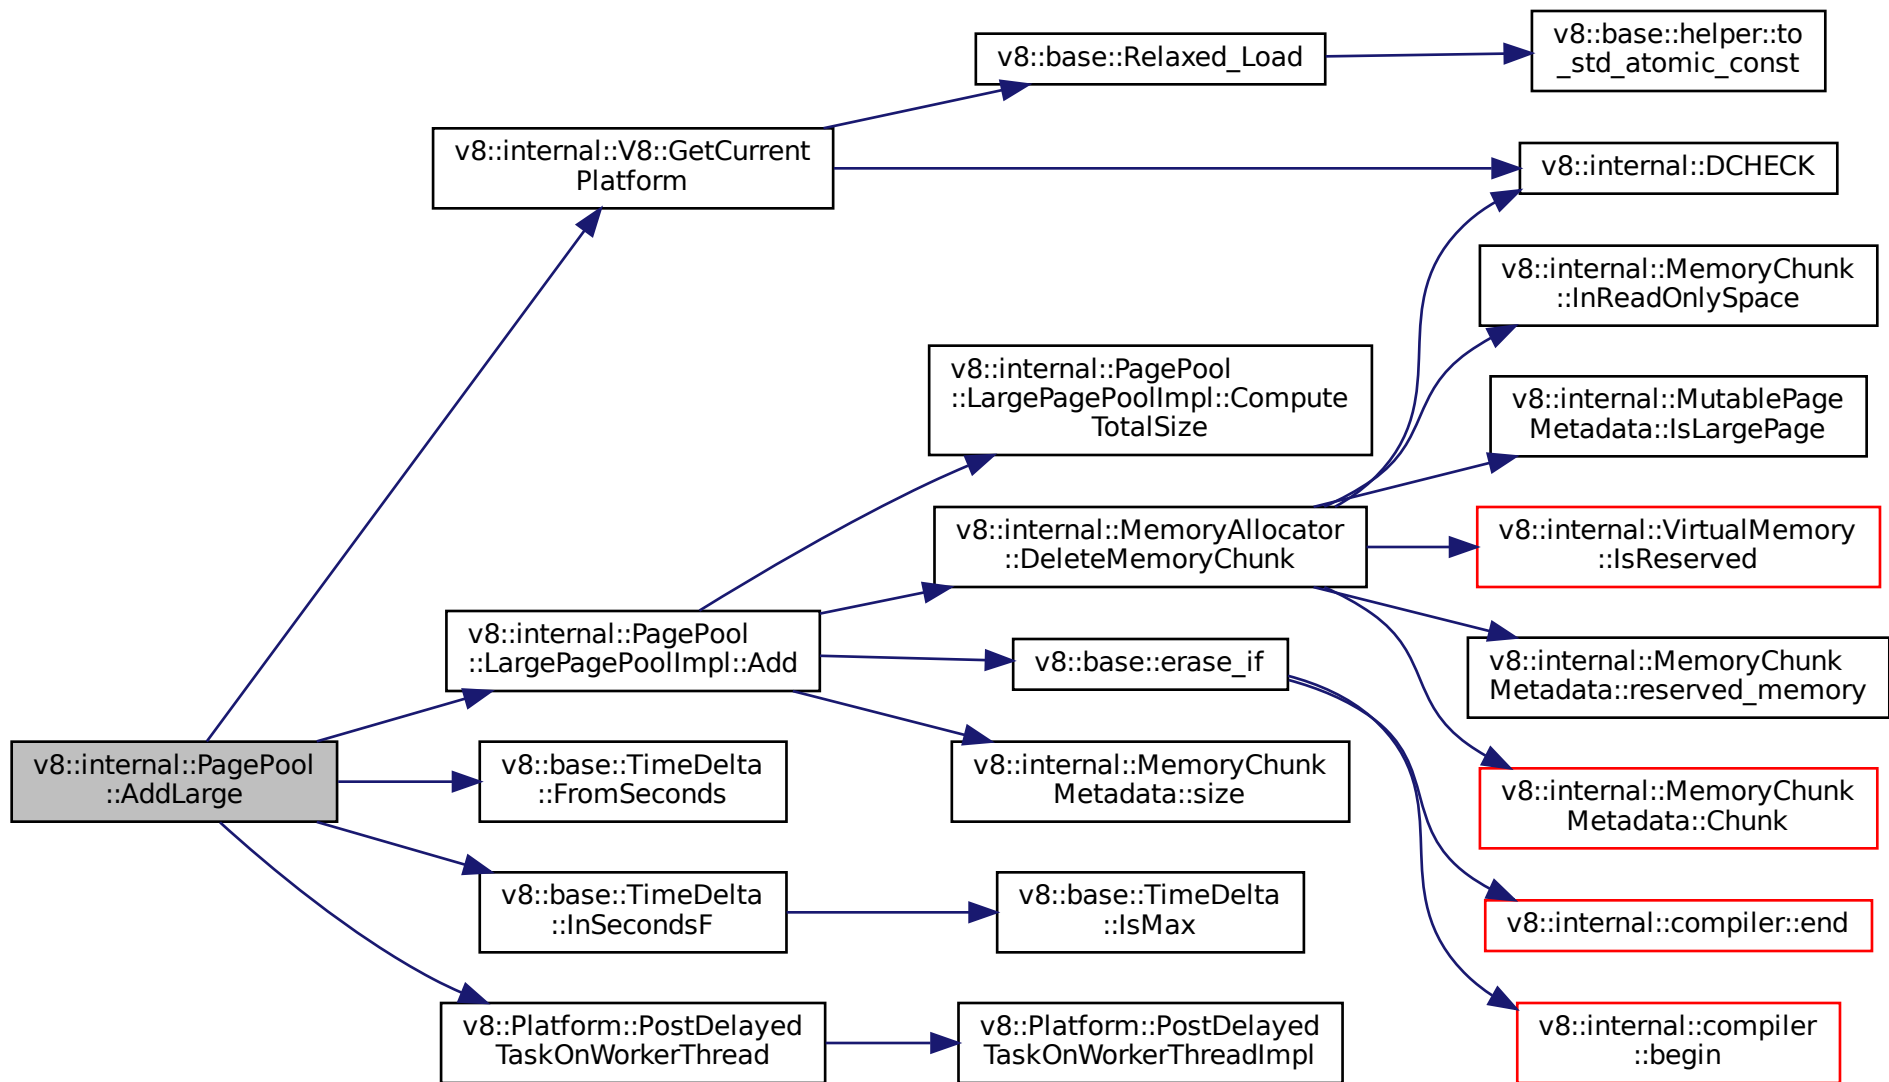 v8::base::Relaxed_Load
v8::base::helper::to
_std_atomic_const
v8::internal::V8::GetCurrent
Platform
v8::internal::DCHECK
v8::internal::MemoryChunk
::InReadOnlySpace
v8::internal::PagePool
::LargePagePoolImpl::Compute
TotalSize
v8::internal::MutablePage
Metadata::IsLargePage
v8::internal::MemoryAllocator
::DeleteMemoryChunk
v8::internal::VirtualMemory
::IsReserved
v8::internal::PagePool
::LargePagePoolImpl::Add
v8::base::erase_if
v8::internal::MemoryChunk
Metadata::reserved_memory
v8::internal::PagePool
::AddLarge
v8::base::TimeDelta
::FromSeconds
v8::internal::MemoryChunk
Metadata::size
v8::internal::MemoryChunk
Metadata::Chunk
v8::base::TimeDelta
::InSecondsF
v8::base::TimeDelta
::IsMax
v8::internal::compiler::end
v8::Platform::PostDelayed
TaskOnWorkerThread
v8::Platform::PostDelayed
TaskOnWorkerThreadImpl
v8::internal::compiler
::begin